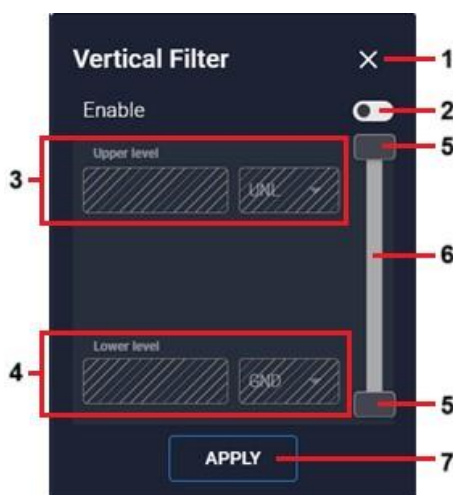 Vertical Filter 1
Enable 2
5
Upper level
3
UNL
6
Lower level
4
GND
5
APPLY 7